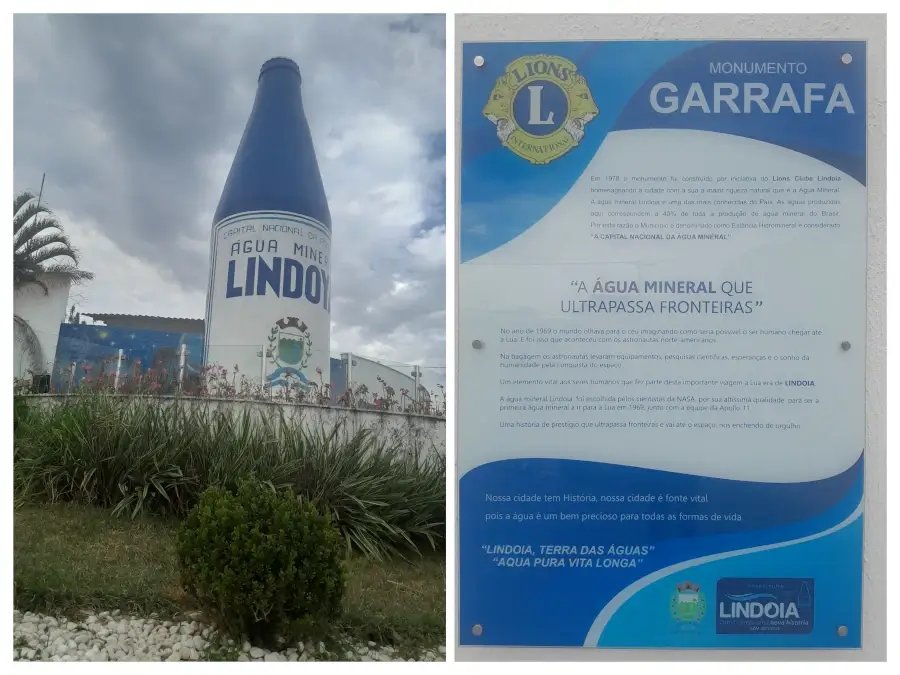 CAPITAL NACIONAL DA
ÁGUA MINE
LINDOY
LIONS
L
INTERNATIONAL
MONUMENTO
GARRAFA
Em 1978 o monumento foi constituído por iniciativa do Lions Clube Lindoia
homenageando a cidade com a sua a maior riqueza natural que é a Água Mineral.
A água mineral Lindoia é uma das mais conhecidas do País. As águas produzidas
aqui correspondem a 40% de toda a produção de água mineral do Brasil.
Por esta razão o Município é denominado como Estância Hidromineral e considerado
"A CAPITAL NACIONAL DA ÁGUA MINERAL"
"A ÁGUA MINERAL QUE
ULTRAPASSA FRONTEIRAS"
No ano de 1969 o mundo olhava para o céu imaginando como seria possível o ser humano chegar até
a Lua. E foi isso que aconteceu com os astronautas norte-americanos.
Na bagagem os astronautas levaram equipamentos, pesquisas científicas, esperanças e o sonho da
humanidade pela conquista do espaço.
Um elemento vital aos seres humanos que fez parte desta importante viagem a Lua era de LINDOIA.
A água mineral Lindoia foi escolhida pelos cientistas da NASA, por sua altíssima qualidade, para ser a
primeira água mineral a ir para a Lua em 1969, junto com a equipe da Apollo 11.
Uma história de prestígio que ultrapassa fronteiras e vai até o espaço, nos enchendo de orgulho.
Nossa cidade tem História, nossa cidade é fonte vital
pois a água é um bem precioso para todas as formas de vida.
"LINDOIA, TERRA DAS ÁGUAS"
"AQUA PURA VITA LONGA"
LINDOIA